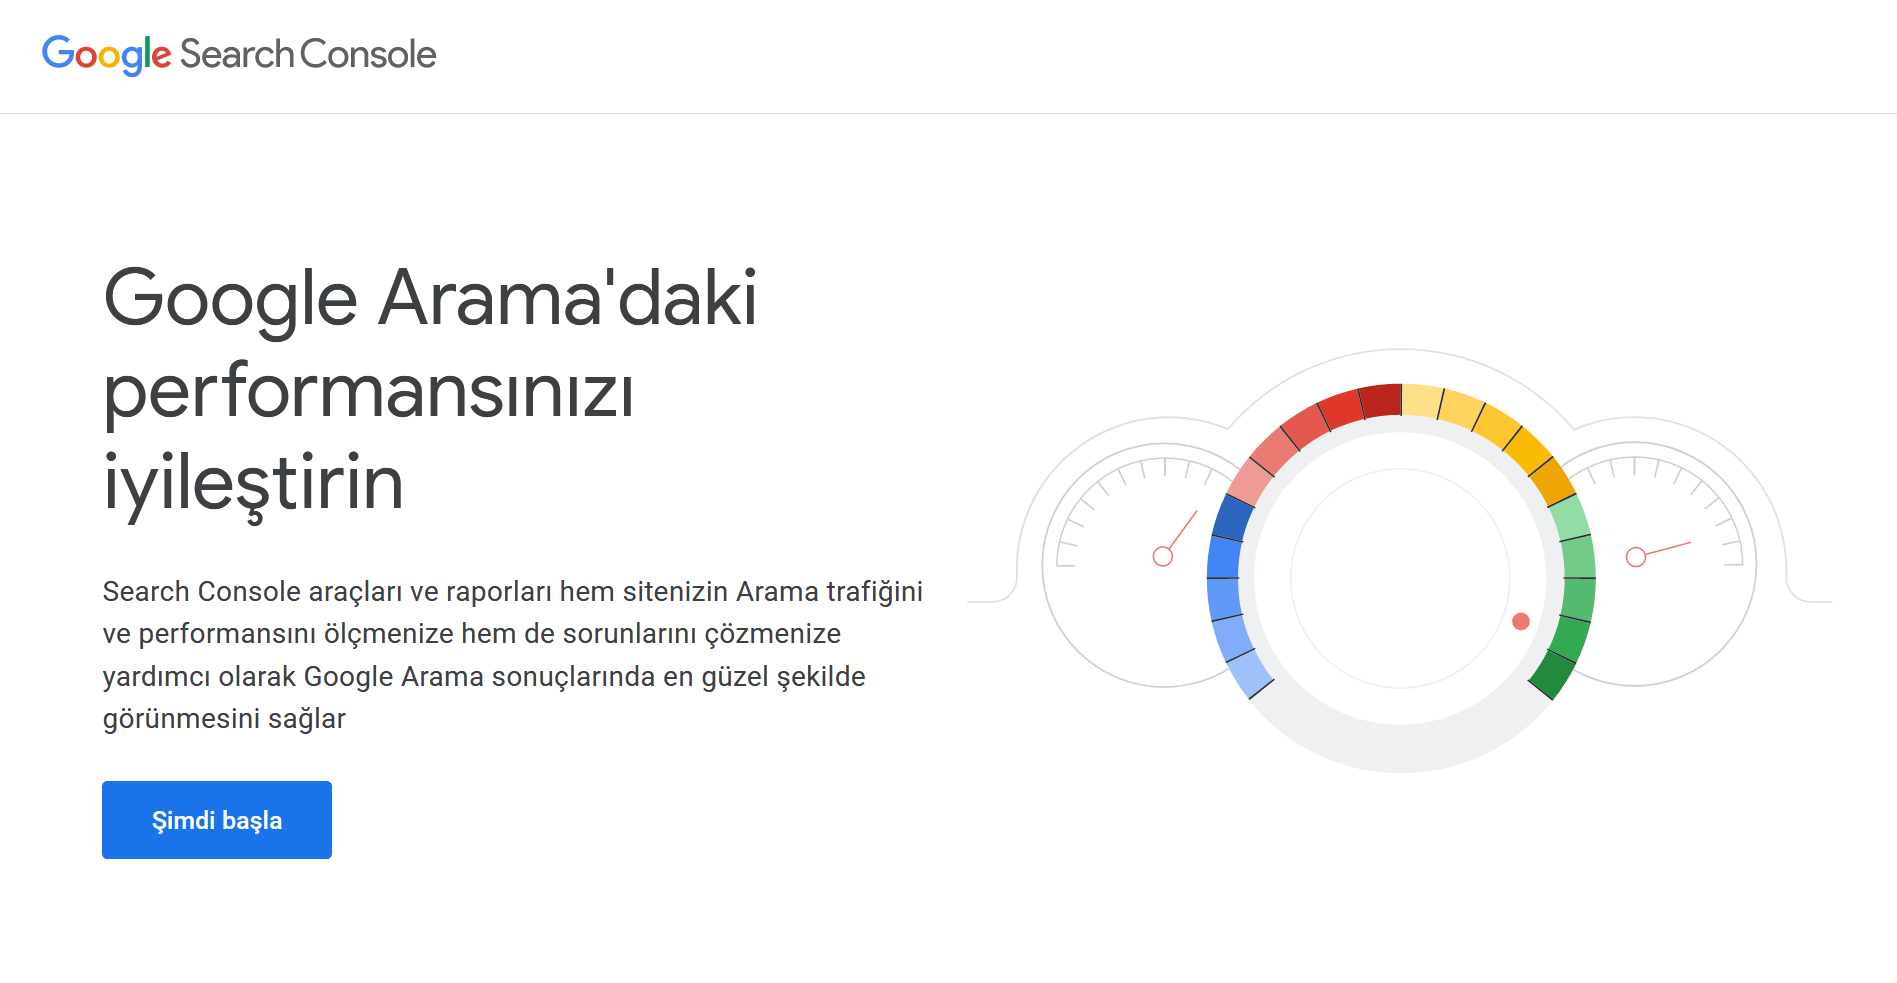 Google Search Console
Google Arama'daki
performansınızı
iyileştirin
Search Console araçları ve raporları hem sitenizin Arama trafiğini
ve performansını ölçmenize hem de sorunlarını çözmenize
yardımcı olarak Google Arama sonuçlarında en güzel şekilde
görünmesini sağlar
Şimdi başla